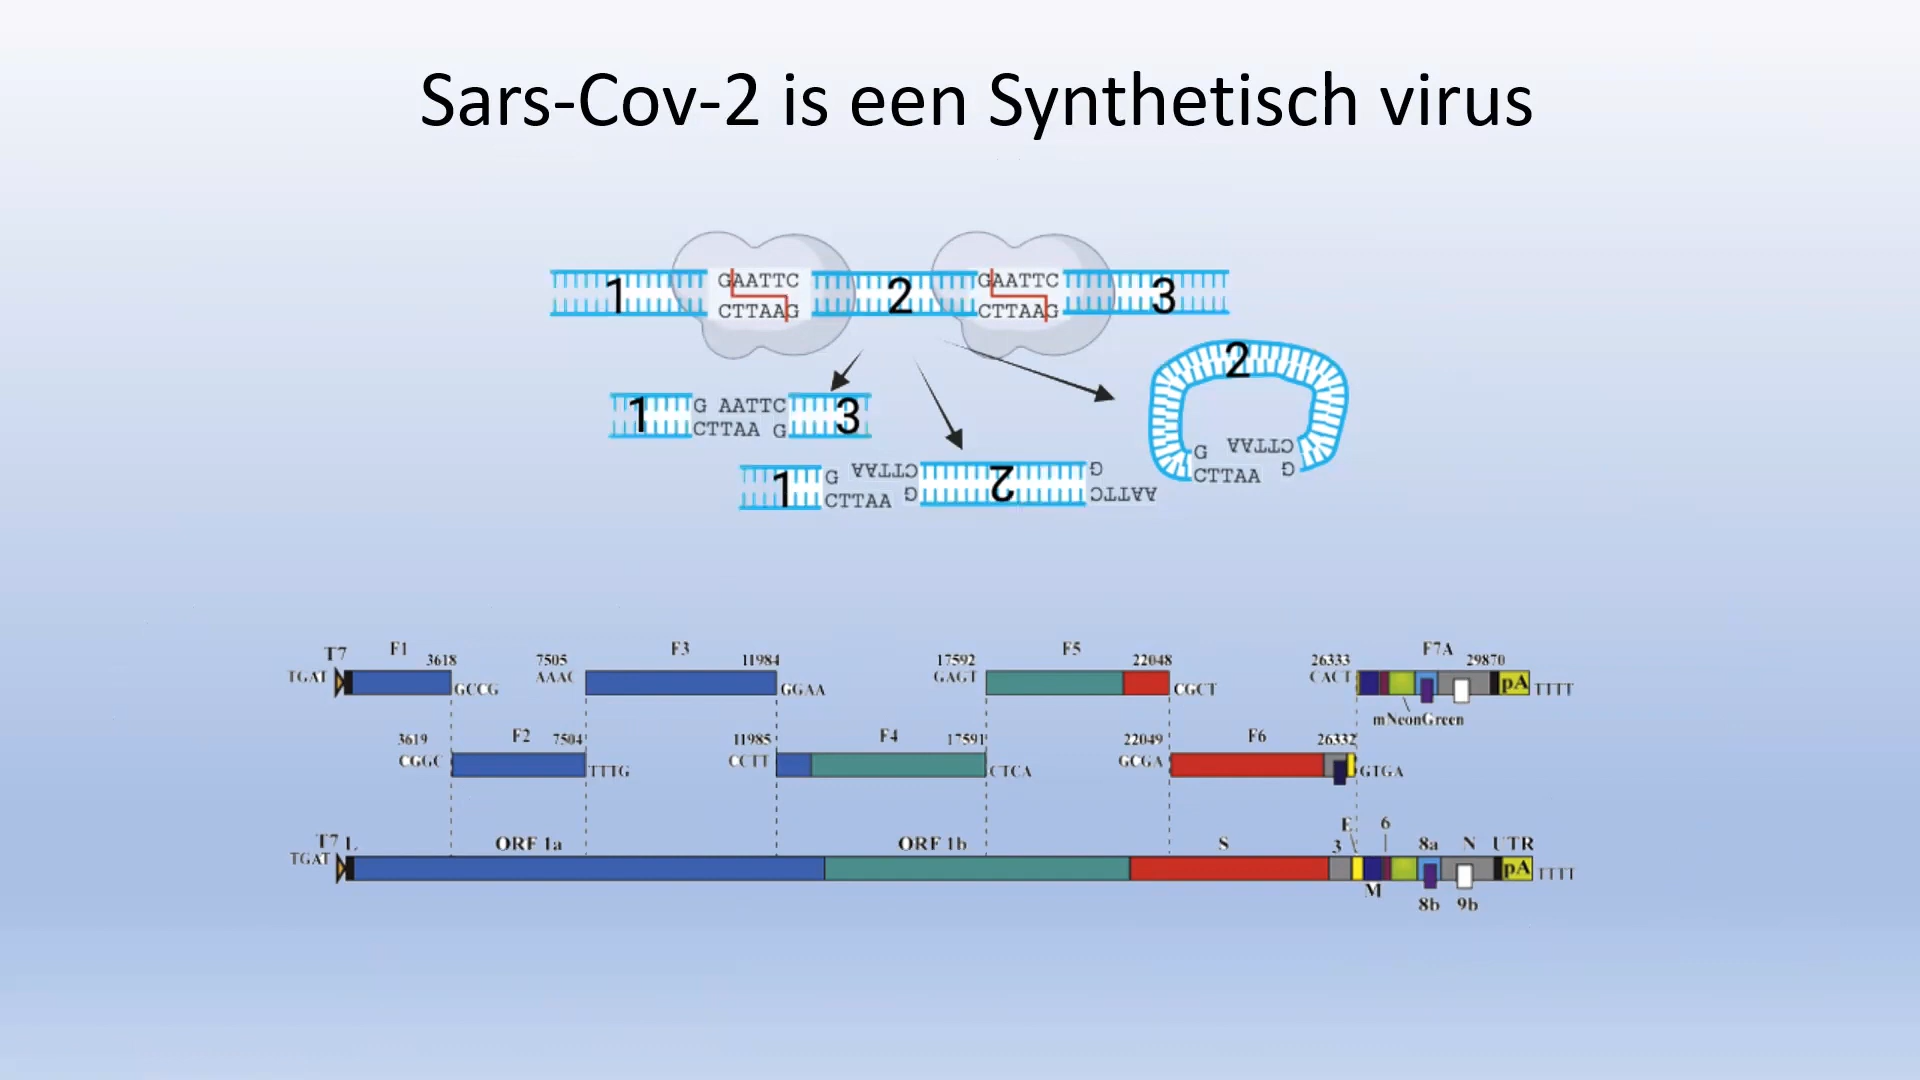 Sars-Cov-2 is een Synthetisch virus
1 GAATTC 2 GAATTC 3
CTTAAG CTTAAG
2
1 G AATTC 3
CTTAA G
G CTTAA
CTTAA G
1 G CTTAA 2 G
CTTAA G AATTC
T7 F1 3618 7505 F3 11984 17592 F5 22048 26333 F7A 29870
TGAT GCCG AAAC GGAA GAGT CGCT CACT pA TTTT
mNeonGreen
3619 F2 7504 11985 F4 17591 22049 F6 26332
CGGC TTTG CCTT CTCA GCGA GTGA
E 6
T7 L ORF 1a ORF 1b S 3 8a N UTR
TGAT pA TTTT
M
8b 9b